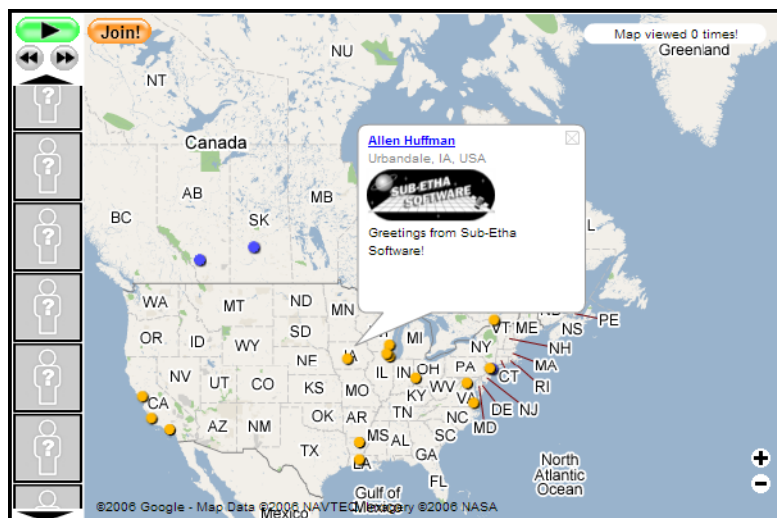 Join!
Map viewed 0 times!
Greenland
NU
NT
Canada
Allen Huffman
Urbandale, IA, USA
SUB-ETHA
SOFTWARE
Greetings from Sub-Etha
Software!
AB
SK
MB
BC
L
PE
NS
WA
MT
ND
MN
MI
VT ME
NH
OR
ID
WY
SD
NY
MA
NE
IA
IL IN OH
PA
CT
RI
NV
UT
CO
KS
MO
KY
WV
VA
DE
NJ
MD
CA
AZ
NM
OK
AR
TN
NC
SC
MS AL
GA
TX
LA
FL
North
Atlantic
Ocean
Gulf of
Mexico
Mexico
©2006 Google - Map Data ©2006 NAVTEQ, Imagery ©2006 NASA